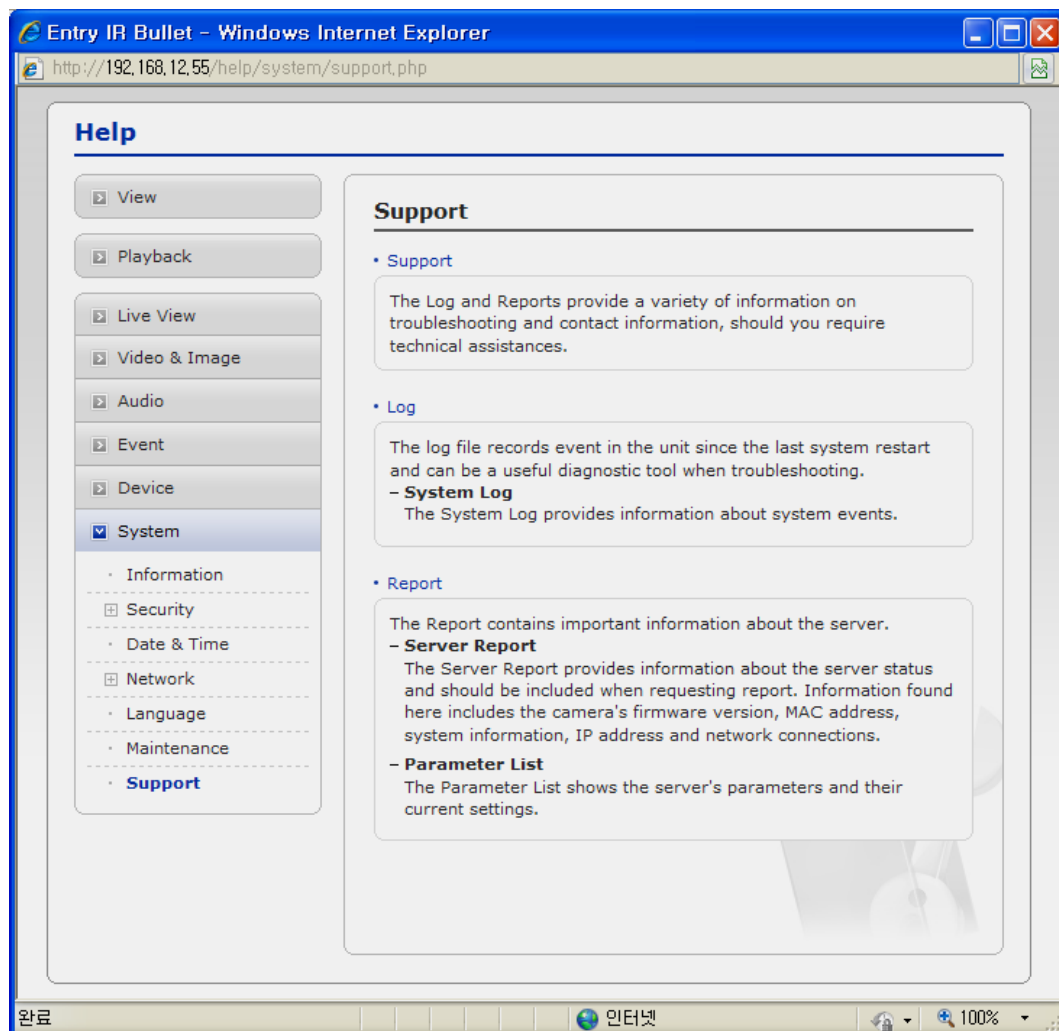 Entry IR Bullet - Windows Internet Explorer
http://192.168.12.55/help/system/support.php
Help
View
Playback
Live View
Video & Image
Audio
Event
Device
System
· Information
Security
· Date & Time
Network
· Language
· Maintenance
· Support
Support
• Support
The Log and Reports provide a variety of information on
troubleshooting and contact information, should you require
technical assistances.
• Log
The log file records event in the unit since the last system restart
and can be a useful diagnostic tool when troubleshooting.
– System Log
The System Log provides information about system events.
• Report
The Report contains important information about the server.
– Server Report
The Server Report provides information about the server status
and should be included when requesting report. Information found
here includes the camera's firmware version, MAC address,
system information, IP address and network connections.
– Parameter List
The Parameter List shows the server's parameters and their
current settings.
완료
인터넷
100%